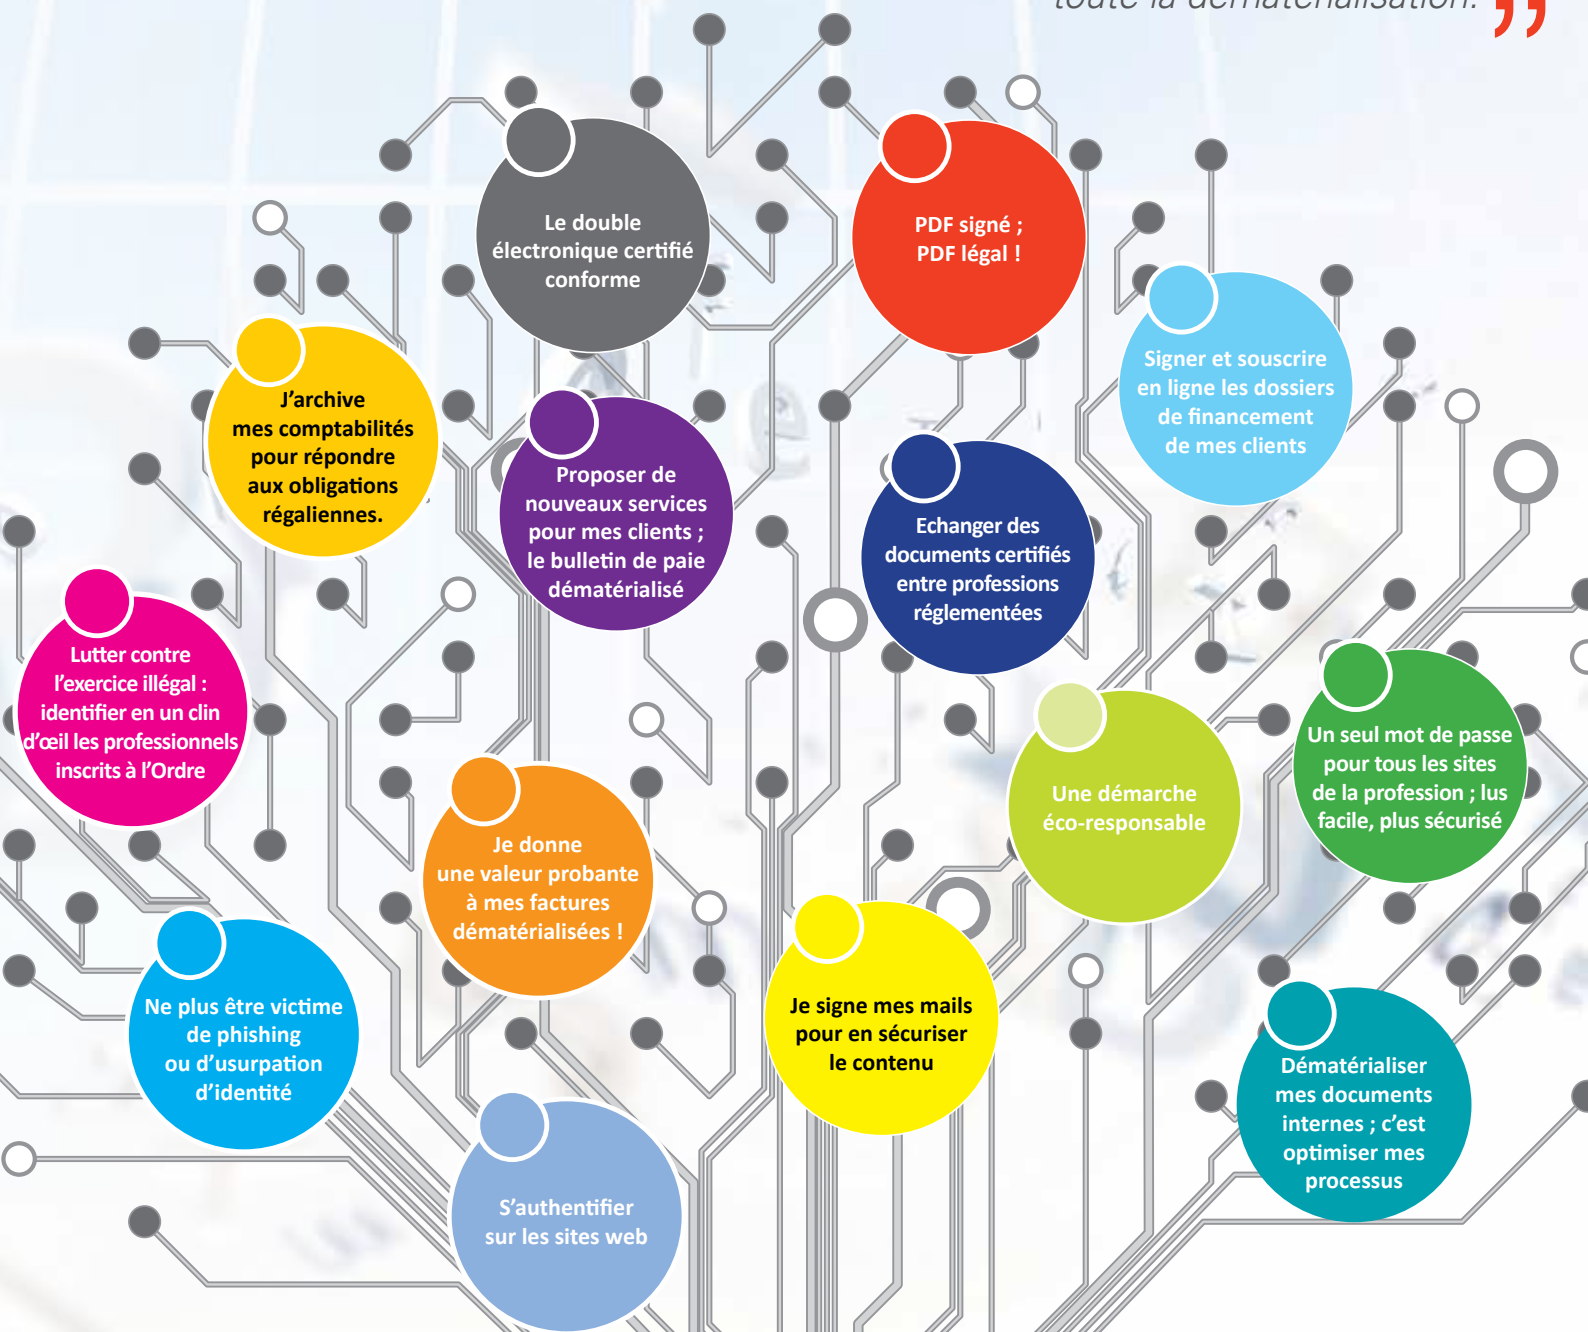 toute la dématérialisation. ”
Le double
électronique certifié
conforme
PDF signé ;
PDF légal !
Signer et souscrire
en ligne les dossiers
de financement
de mes clients
J’archive
mes comptabilités
pour répondre
aux obligations
régaliennes.
Proposer de
nouveaux services
pour mes clients ;
le bulletin de paie
dématérialisé
Echanger des
documents certifiés
entre professions
réglementées
Lutter contre
l’exercice illégal :
identifier en un clin
d’œil les professionnels
inscrits à l’Ordre
Un seul mot de passe
pour tous les sites
de la profession ; lus
facile, plus sécurisé
Une démarche
éco-responsable
Je donne
une valeur probante
à mes factures
dématérialisées !
Ne plus être victime
de phishing
ou d'usurpation
d’identité
Je signe mes mails
pour en sécuriser
le contenu
Dématérialiser
mes documents
internes ; c’est
optimiser mes
processus
S’authentifier
sur les sites web